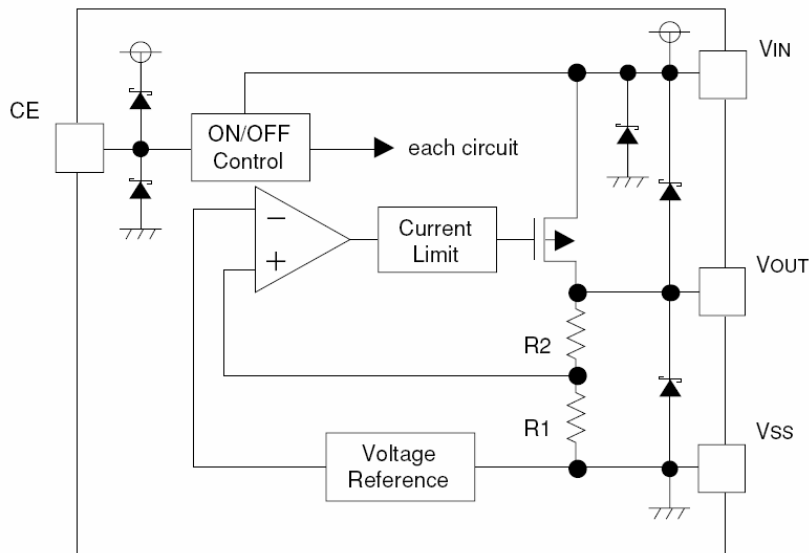 VIN
CE
ON/OFF
Control
each circuit
−
+
Current
Limit
VOUT
R2
R1
VSS
Voltage
Reference